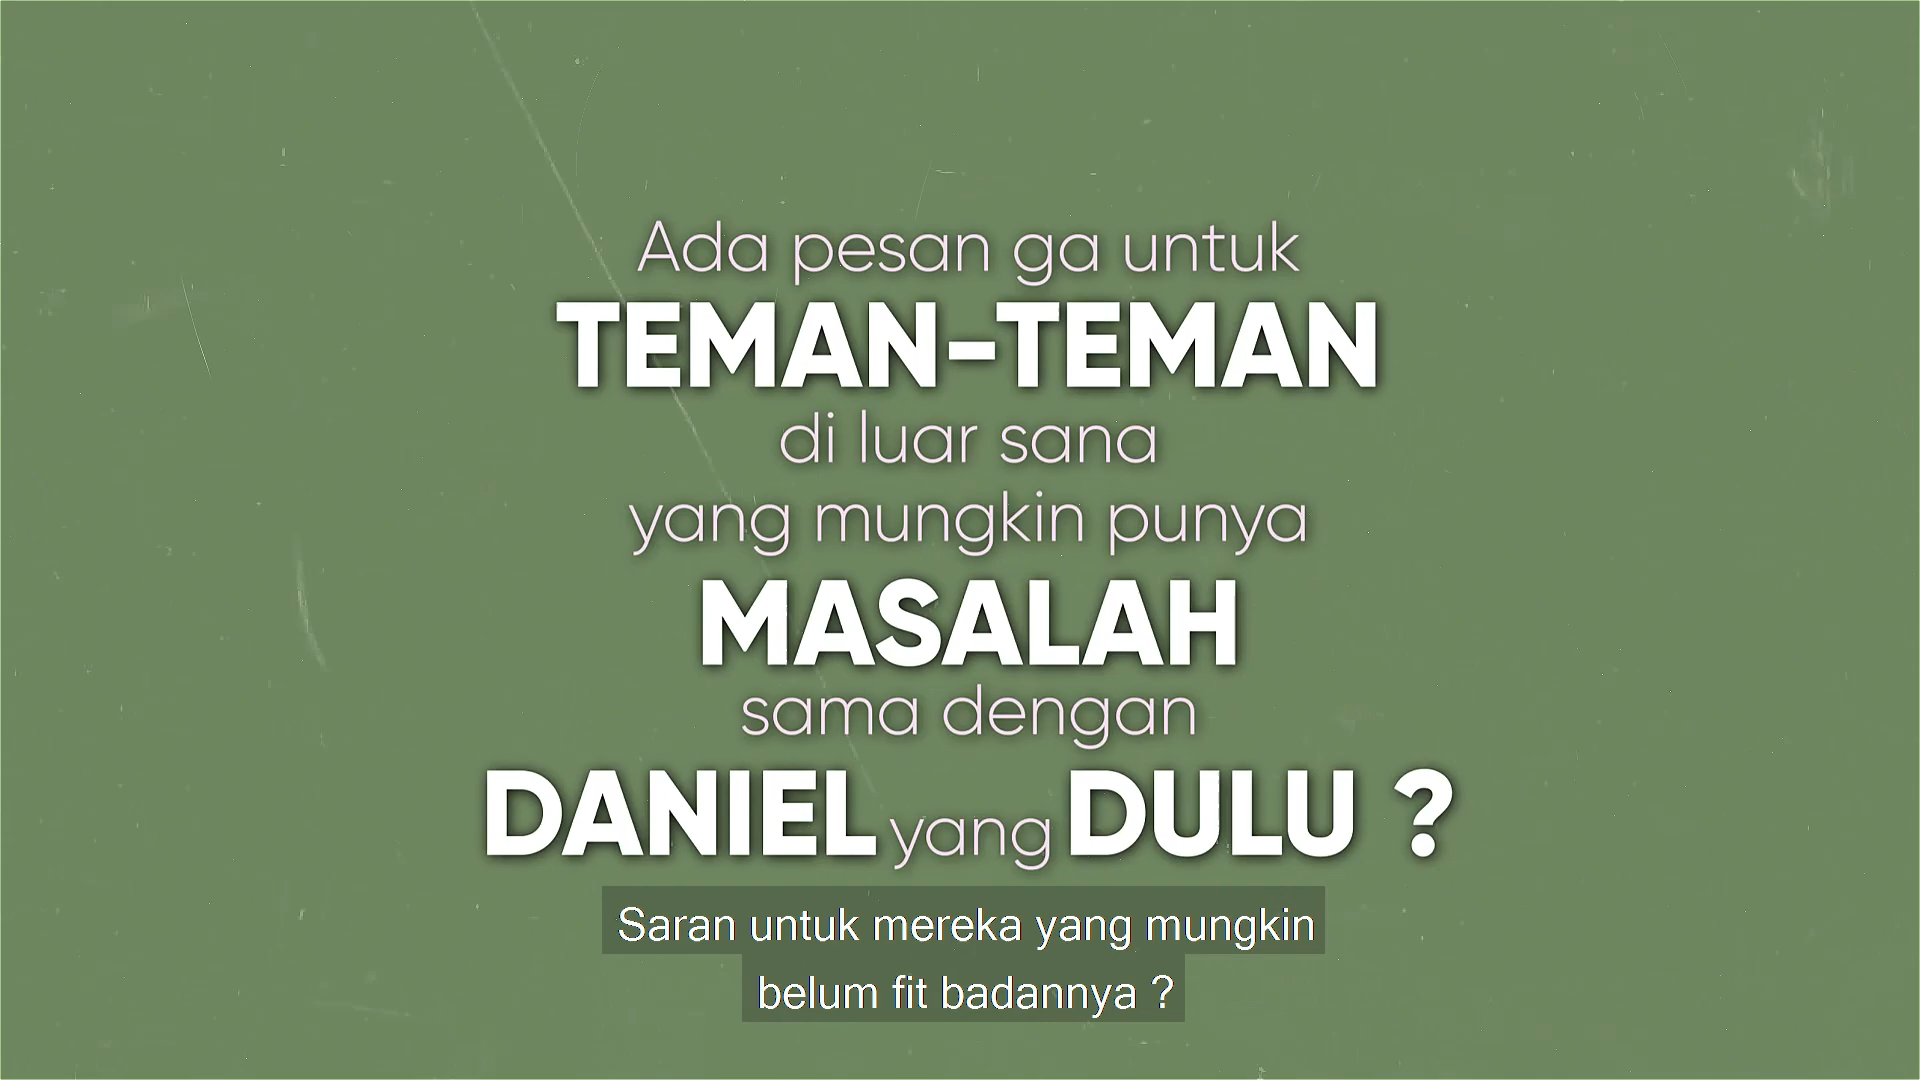 Ada pesan ga untuk
TEMAN-TEMAN
di luar sana
yang mungkin punya
MASALAH
sama dengan
DANIEL yang DULU ?
Saran untuk mereka yang mungkin
belum fit badannya ?